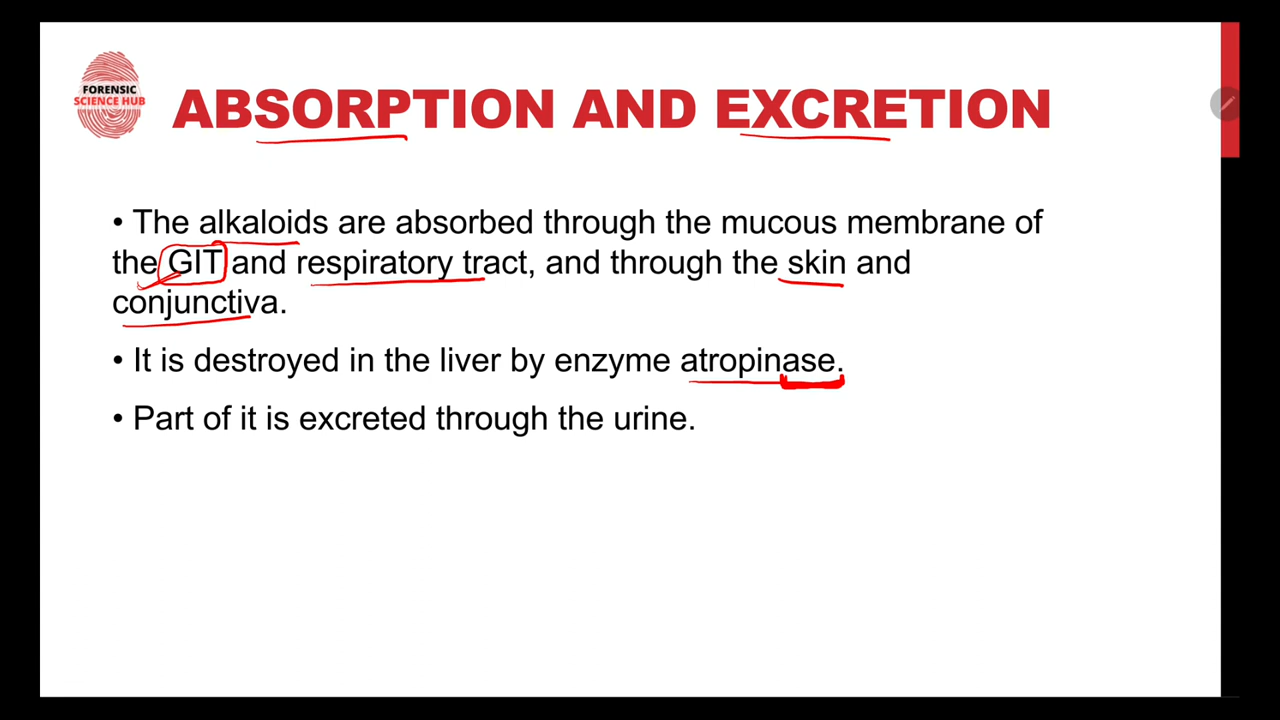 FORENSIC
SCIENCE HUB
ABSORPTION AND EXCRETION
• The alkaloids are absorbed through the mucous membrane of
the GIT and respiratory tract, and through the skin and
conjunctiva.
• It is destroyed in the liver by enzyme atropinase.
• Part of it is excreted through the urine.